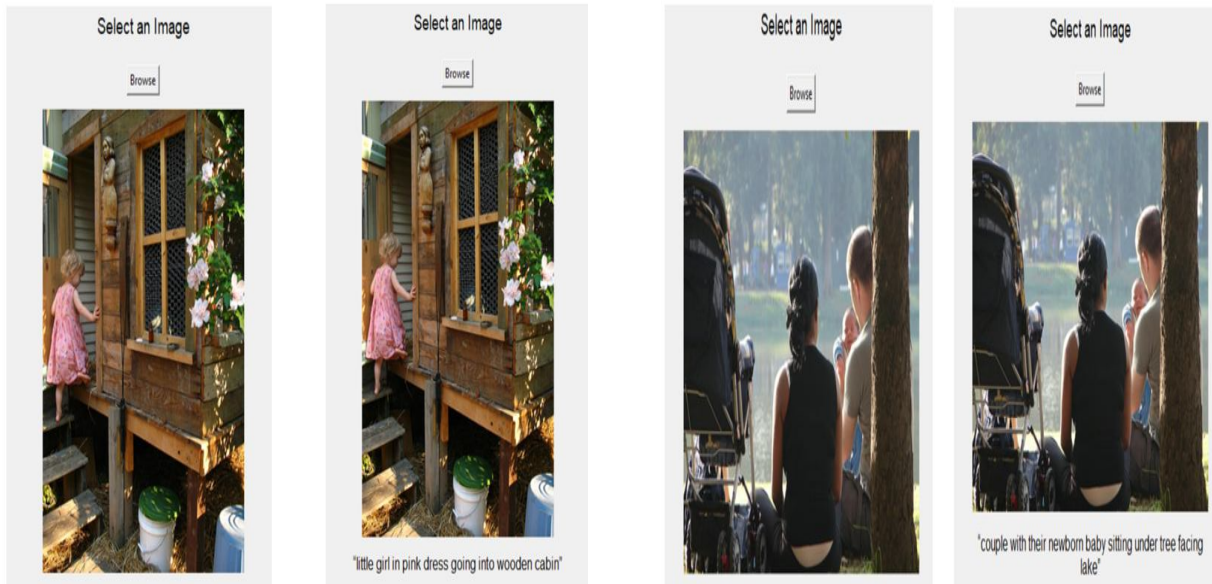 Select an Image
Browse
Select an Image
Browse
"little girl in pink dress going into wooden cabin"
Select an Image
Browse
Select an Image
Browse
"couple with their newborn baby sitting under tree facing
lake"